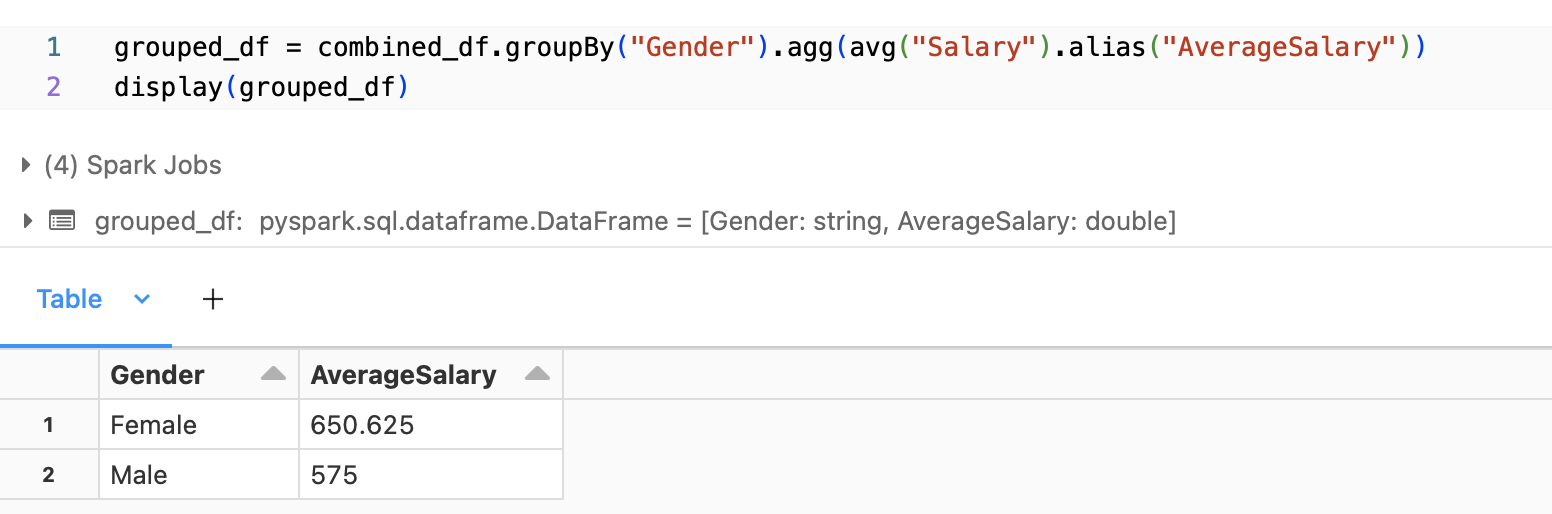 1 grouped_df = combined_df.groupBy("Gender").agg(avg("Salary").alias("AverageSalary"))
2 display(grouped_df)
(4) Spark Jobs
grouped_df: pyspark.sql.dataframe.DataFrame = [Gender: string, AverageSalary: double]
Table +
Gender AverageSalary
1 Female 650.625
2 Male 575